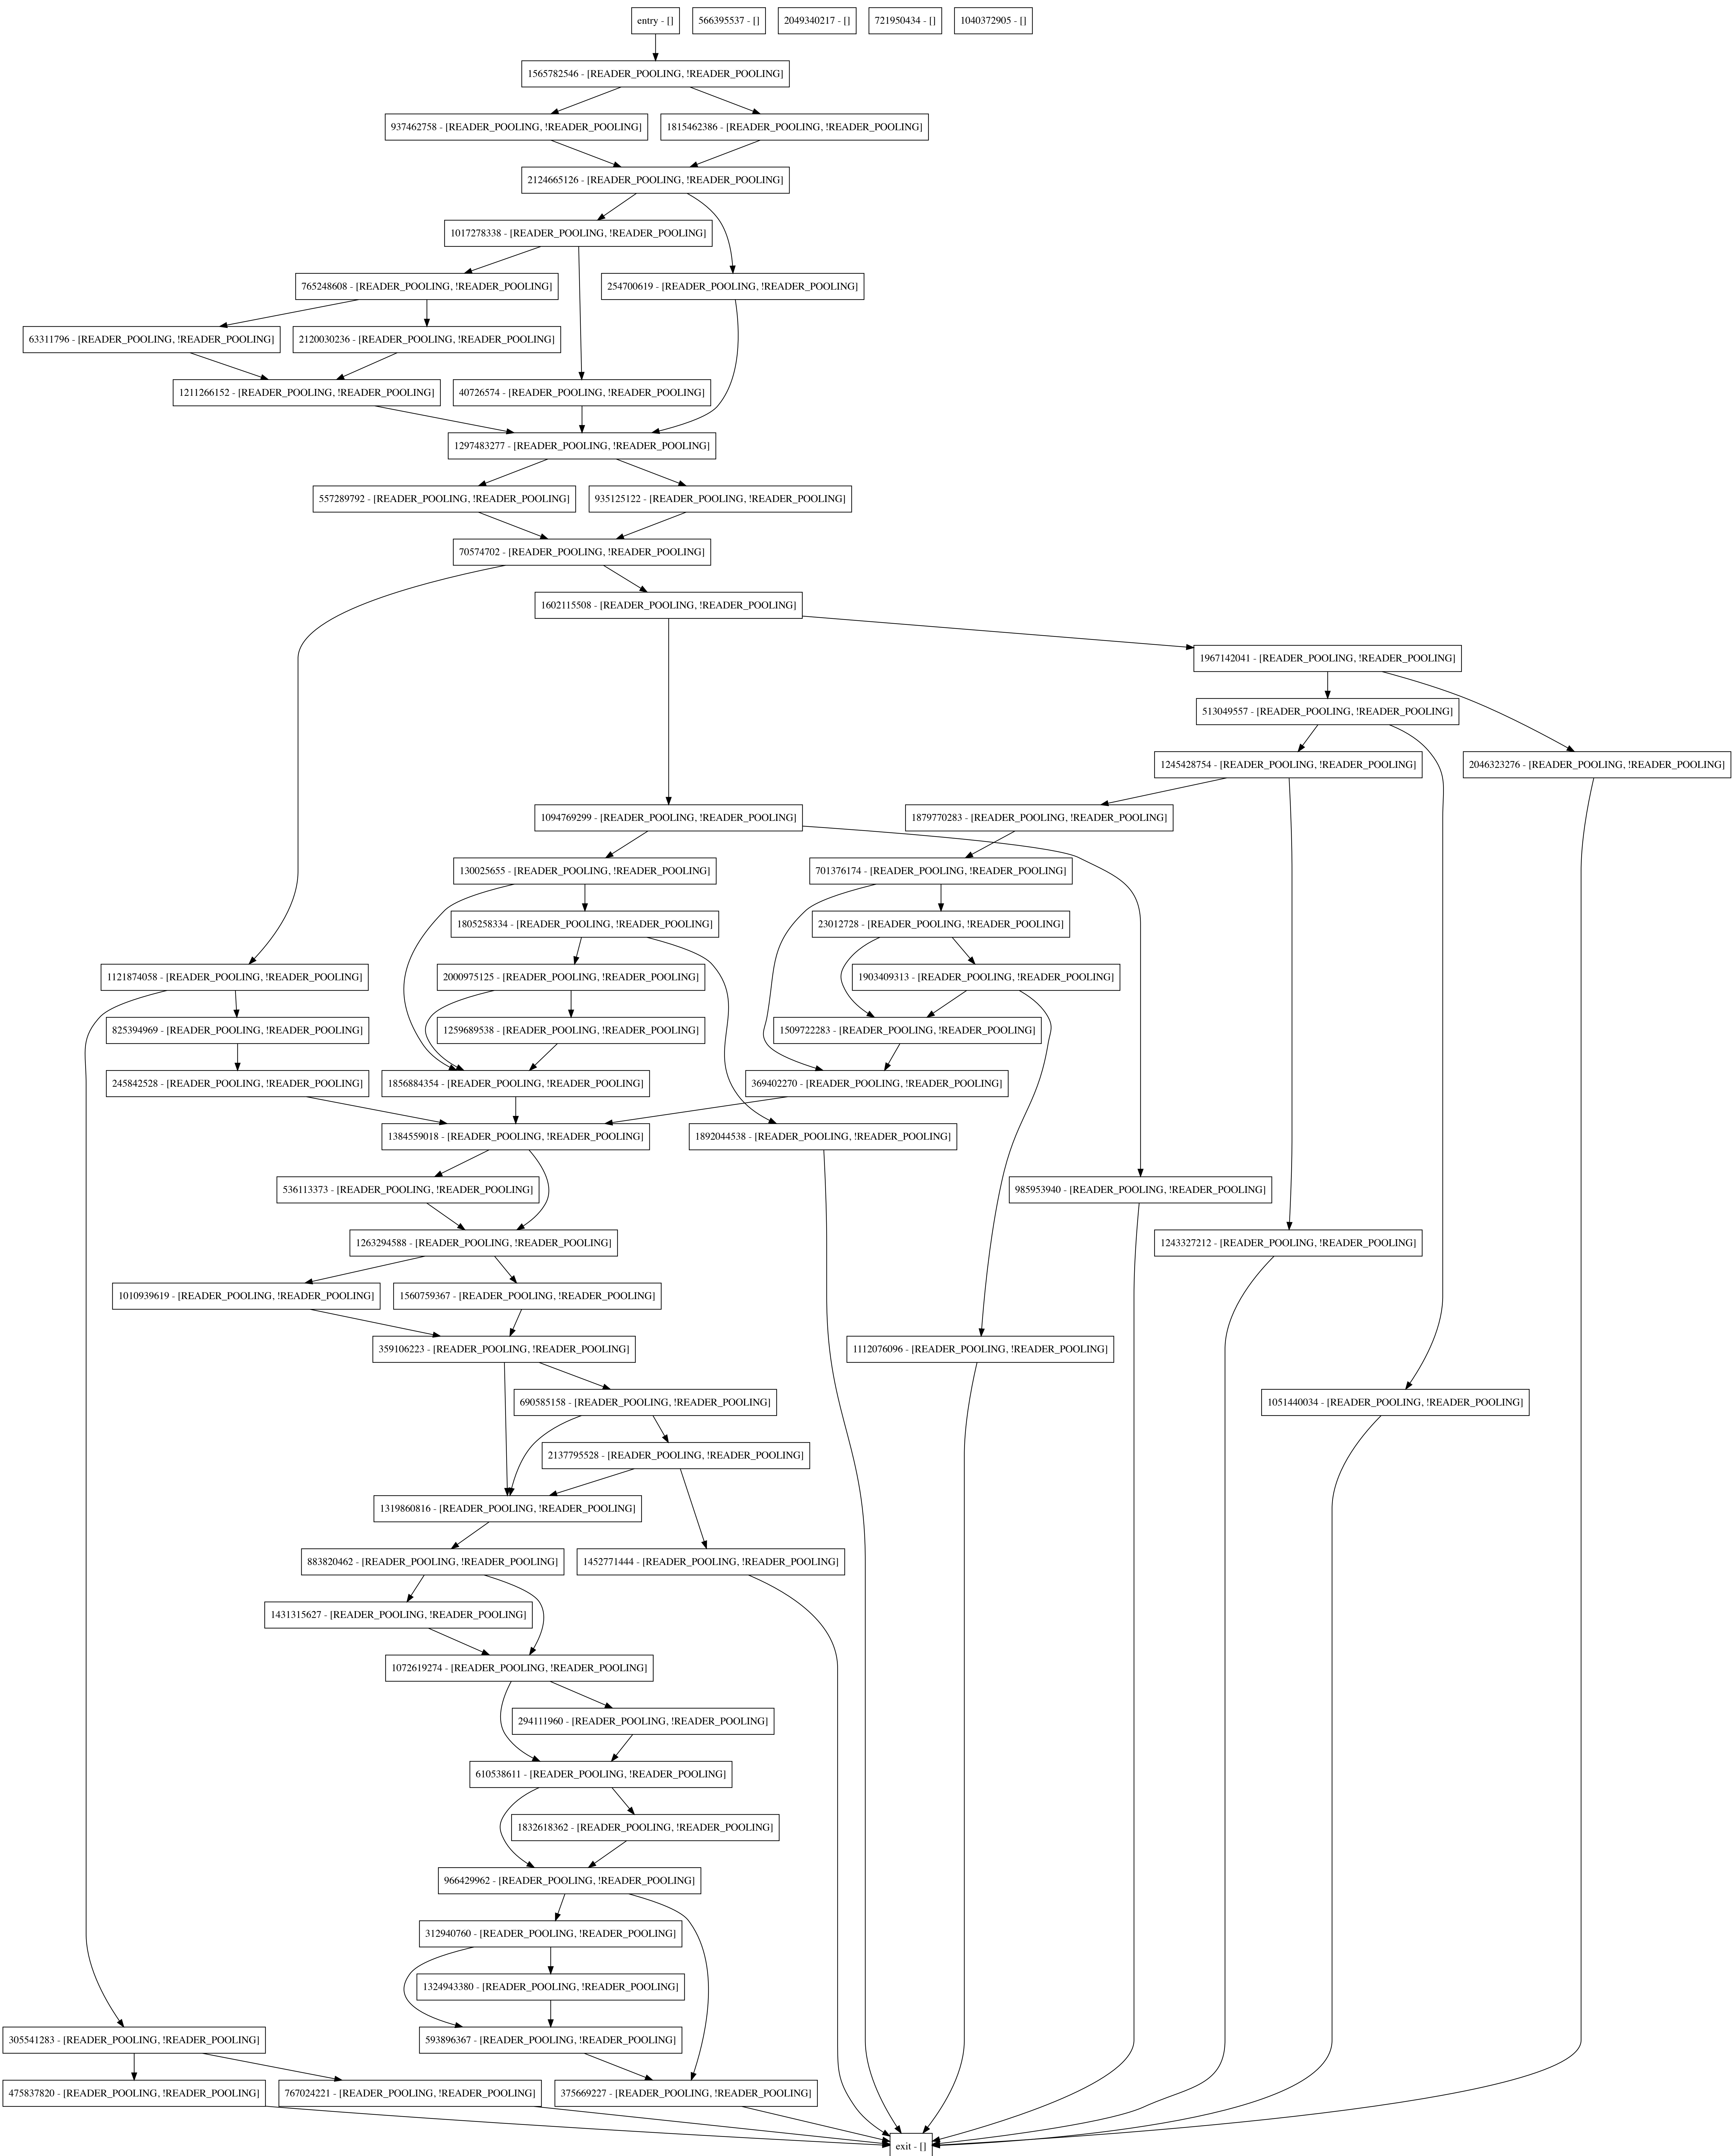 entry - []
566395537 - []
2049340217 - []
721950434 - []
1040372905 - []
1565782546 - [READER_POOLING, !READER_POOLING]
937462758 - [READER_POOLING, !READER_POOLING]
1815462386 - [READER_POOLING, !READER_POOLING]
2124665126 - [READER_POOLING, !READER_POOLING]
1017278338 - [READER_POOLING, !READER_POOLING]
765248608 - [READER_POOLING, !READER_POOLING]
254700619 - [READER_POOLING, !READER_POOLING]
63311796 - [READER_POOLING, !READER_POOLING]
2120030236 - [READER_POOLING, !READER_POOLING]
1211266152 - [READER_POOLING, !READER_POOLING]
40726574 - [READER_POOLING, !READER_POOLING]
1297483277 - [READER_POOLING, !READER_POOLING]
557289792 - [READER_POOLING, !READER_POOLING]
935125122 - [READER_POOLING, !READER_POOLING]
70574702 - [READER_POOLING, !READER_POOLING]
1602115508 - [READER_POOLING, !READER_POOLING]
1967142041 - [READER_POOLING, !READER_POOLING]
513049557 - [READER_POOLING, !READER_POOLING]
1245428754 - [READER_POOLING, !READER_POOLING]
2046323276 - [READER_POOLING, !READER_POOLING]
1094769299 - [READER_POOLING, !READER_POOLING]
1879770283 - [READER_POOLING, !READER_POOLING]
130025655 - [READER_POOLING, !READER_POOLING]
701376174 - [READER_POOLING, !READER_POOLING]
1805258334 - [READER_POOLING, !READER_POOLING]
23012728 - [READER_POOLING, !READER_POOLING]
1121874058 - [READER_POOLING, !READER_POOLING]
2000975125 - [READER_POOLING, !READER_POOLING]
1903409313 - [READER_POOLING, !READER_POOLING]
825394969 - [READER_POOLING, !READER_POOLING]
1259689538 - [READER_POOLING, !READER_POOLING]
1509722283 - [READER_POOLING, !READER_POOLING]
245842528 - [READER_POOLING, !READER_POOLING]
1856884354 - [READER_POOLING, !READER_POOLING]
369402270 - [READER_POOLING, !READER_POOLING]
1384559018 - [READER_POOLING, !READER_POOLING]
1892044538 - [READER_POOLING, !READER_POOLING]
536113373 - [READER_POOLING, !READER_POOLING]
985953940 - [READER_POOLING, !READER_POOLING]
1263294588 - [READER_POOLING, !READER_POOLING]
1243327212 - [READER_POOLING, !READER_POOLING]
1010939619 - [READER_POOLING, !READER_POOLING]
1560759367 - [READER_POOLING, !READER_POOLING]
359106223 - [READER_POOLING, !READER_POOLING]
1112076096 - [READER_POOLING, !READER_POOLING]
690585158 - [READER_POOLING, !READER_POOLING]
1051440034 - [READER_POOLING, !READER_POOLING]
2137795528 - [READER_POOLING, !READER_POOLING]
1319860816 - [READER_POOLING, !READER_POOLING]
883820462 - [READER_POOLING, !READER_POOLING]
1452771444 - [READER_POOLING, !READER_POOLING]
1431315627 - [READER_POOLING, !READER_POOLING]
1072619274 - [READER_POOLING, !READER_POOLING]
294111960 - [READER_POOLING, !READER_POOLING]
610538611 - [READER_POOLING, !READER_POOLING]
1832618362 - [READER_POOLING, !READER_POOLING]
966429962 - [READER_POOLING, !READER_POOLING]
312940760 - [READER_POOLING, !READER_POOLING]
1324943380 - [READER_POOLING, !READER_POOLING]
305541283 - [READER_POOLING, !READER_POOLING]
593896367 - [READER_POOLING, !READER_POOLING]
475837820 - [READER_POOLING, !READER_POOLING]
767024221 - [READER_POOLING, !READER_POOLING]
375669227 - [READER_POOLING, !READER_POOLING]
exit - []